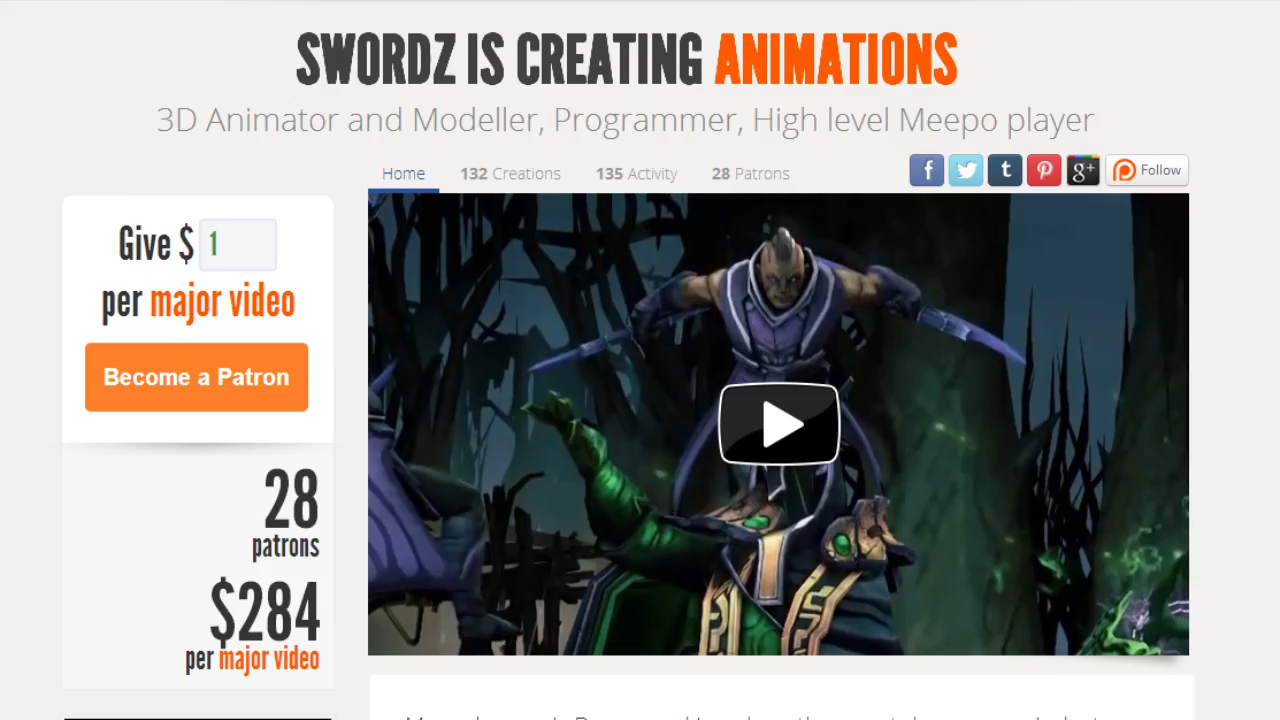 SWORDZ IS CREATING ANIMATIONS
3D Animator and Modeller, Programmer, High level Meepo player
Home 132 Creations 135 Activity 28 Patrons f t g+ Follow
Give $ 1
per major video
Become a Patron
28
patrons
$284
per major video